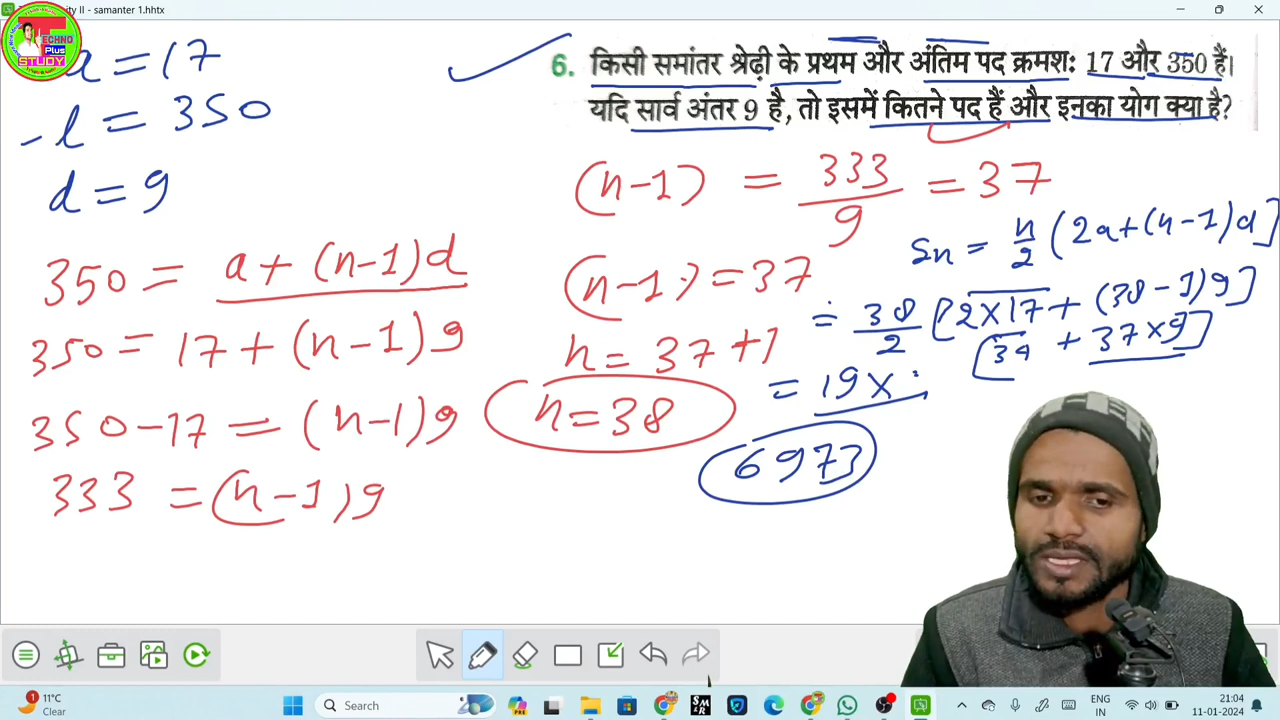 samanter 1.hhtx
TECHNO
Plus
STUDY
a = 17
l = 350
d = 9
350 = a + (n-1)d
350 = 17 + (n-1)9
350-17 = (n-1)9
333 = (n-1)9
6. किसी समांतर श्रेढ़ी के प्रथम और अंतिम पद क्रमशः 17 और 350 हैं।
यदि सार्व अंतर 9 है, तो इसमें कितने पद हैं और इनका योग क्या है?
(n-1) = 333/9 = 37
(n-1) = 37
n = 37+1
n = 38
Sn = n/2 (2a+(n-1)d]
= 38/2 [2×17 + (38-1)9]
[34 + 37×9]
= 19×
6973
11°C
Clear
Search
ENG
IN
21:04
11-01-2024